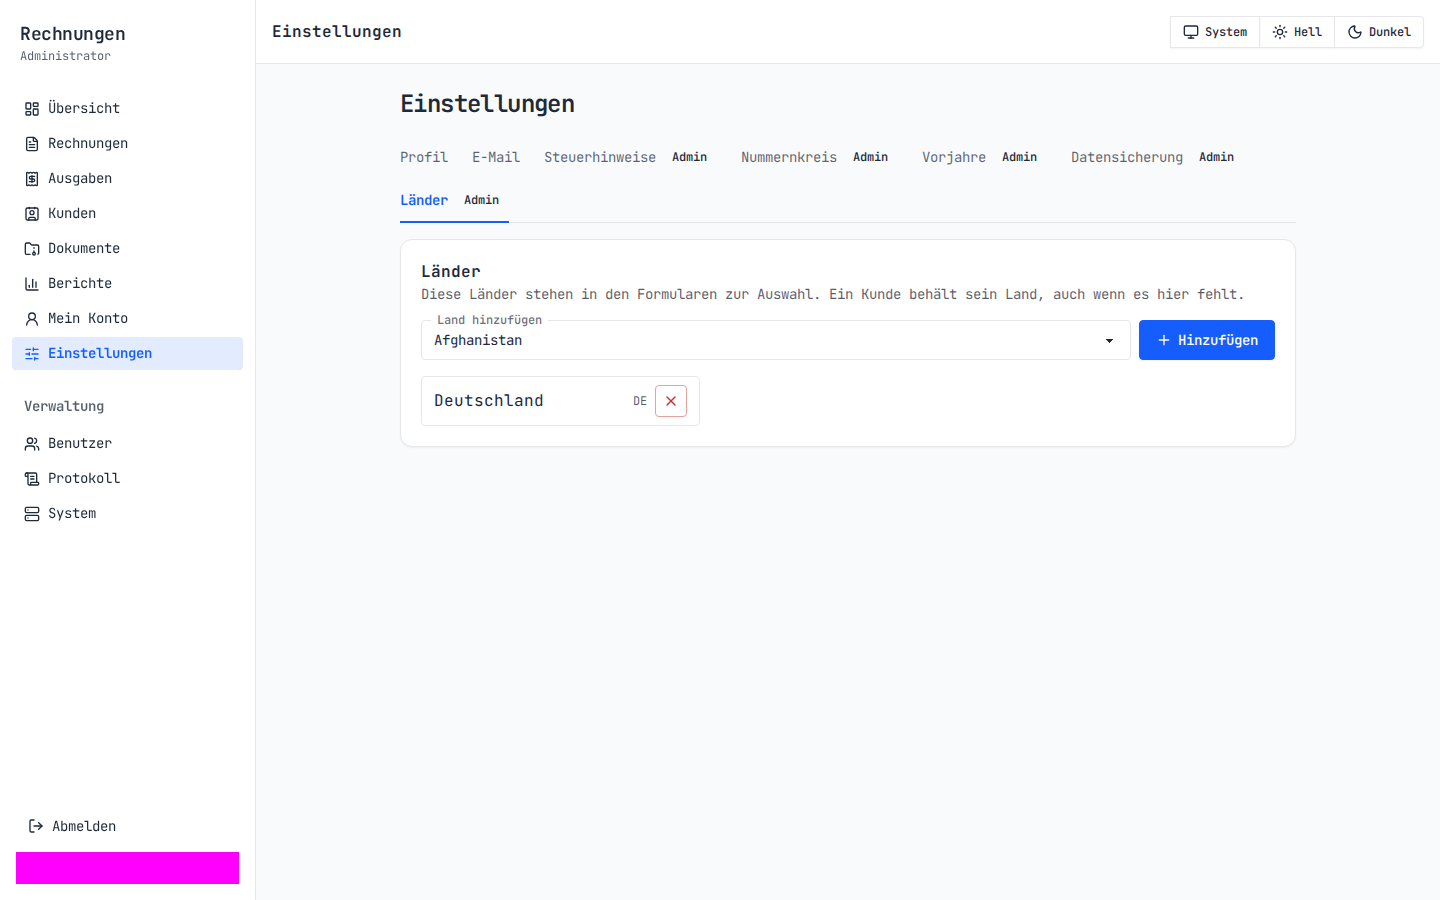 Rechnungen
Administrator
Übersicht
Rechnungen
Ausgaben
Kunden
Dokumente
Berichte
Mein Konto
Einstellungen
Verwaltung
Benutzer
Protokoll
System
Abmelden
Einstellungen
System Hell Dunkel
Einstellungen
Profil E-Mail Steuerhinweise Admin Nummernkreis Admin Vorjahre Admin Datensicherung Admin
Länder Admin
Länder
Diese Länder stehen in den Formularen zur Auswahl. Ein Kunde behält sein Land, auch wenn es hier fehlt.
Land hinzufügen
Afghanistan
Hinzufügen
Deutschland DE